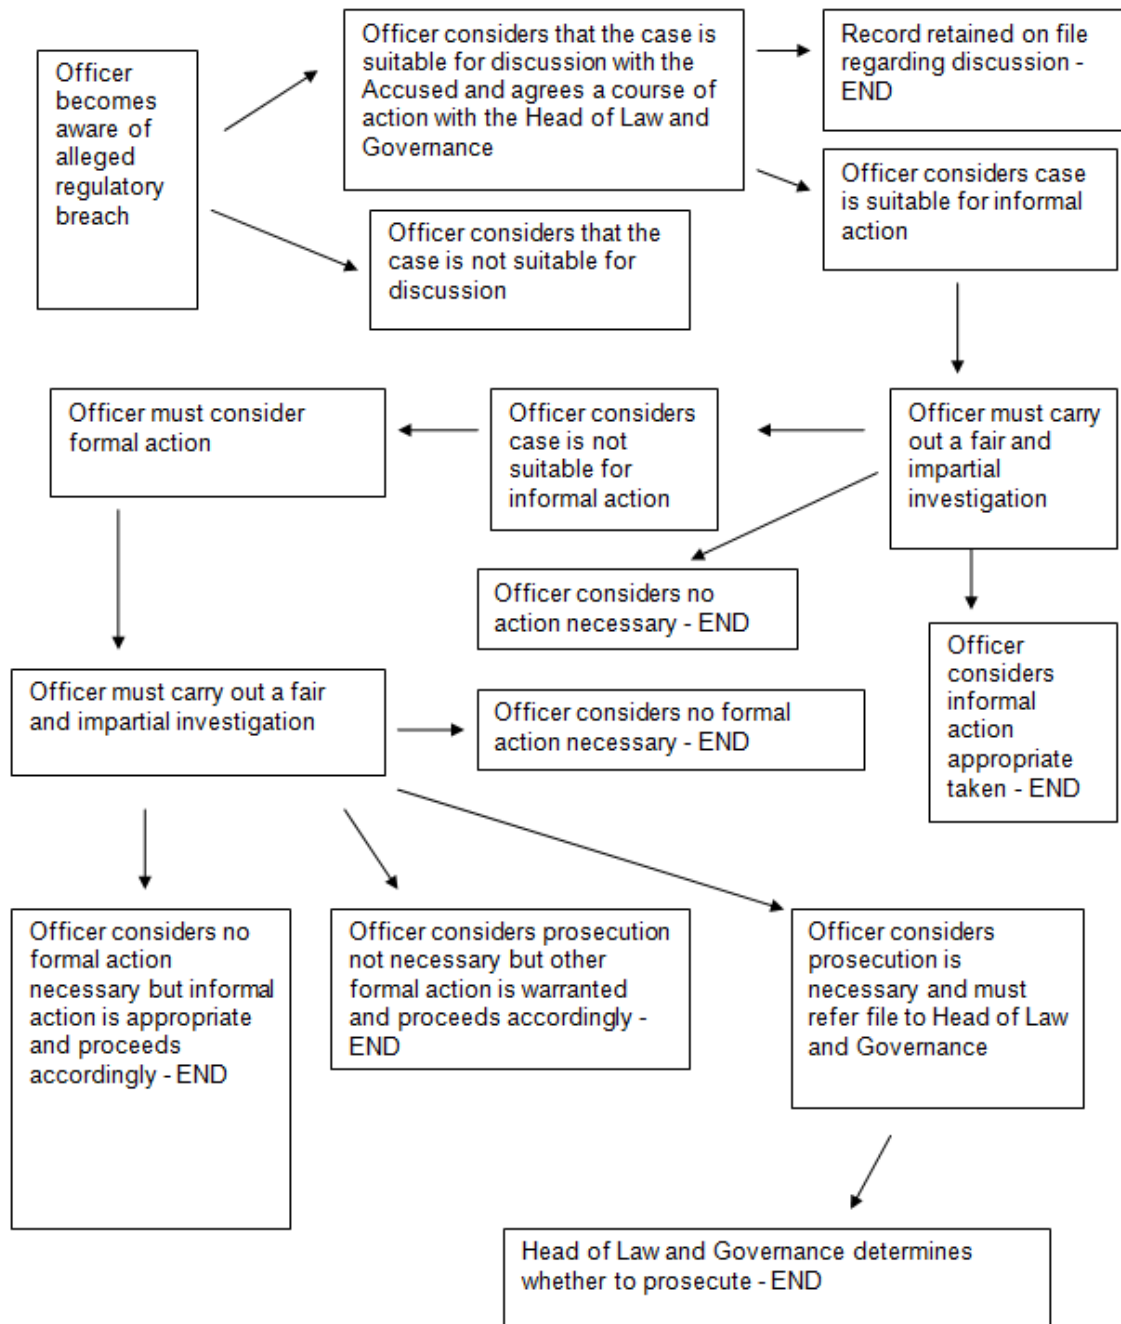 Officer
becomes
aware of
alleged
regulatory
breach
Officer considers that the case is
suitable for discussion with the
Accused and agrees a course of
action with the Head of Law and
Governance
Record retained on file
regarding discussion -
END
Officer considers case
is suitable for informal
action
Officer considers that the
case is not suitable for
discussion
Officer must consider
formal action
Officer considers
case is not
suitable for
informal action
Officer must carry
out a fair and
impartial
investigation
Officer considers no
action necessary - END
Officer
considers
informal
action
appropriate
taken - END
Officer must carry out a fair
and impartial investigation
Officer considers no formal
action necessary - END
Officer considers no
formal action
necessary but informal
action is appropriate
and proceeds
accordingly - END
Officer considers prosecution
not necessary but other
formal action is warranted
and proceeds accordingly -
END
Officer considers
prosecution is
necessary and must
refer file to Head of Law
and Governance
Head of Law and Governance determines
whether to prosecute - END